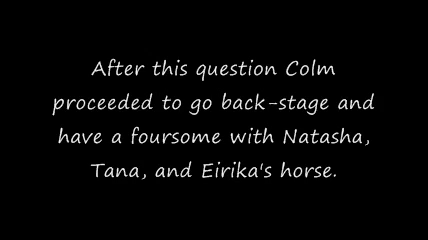 After this question Colm
proceeded to go back-stage and
have a foursome with Natasha,
Tana, and Eirika's horse.